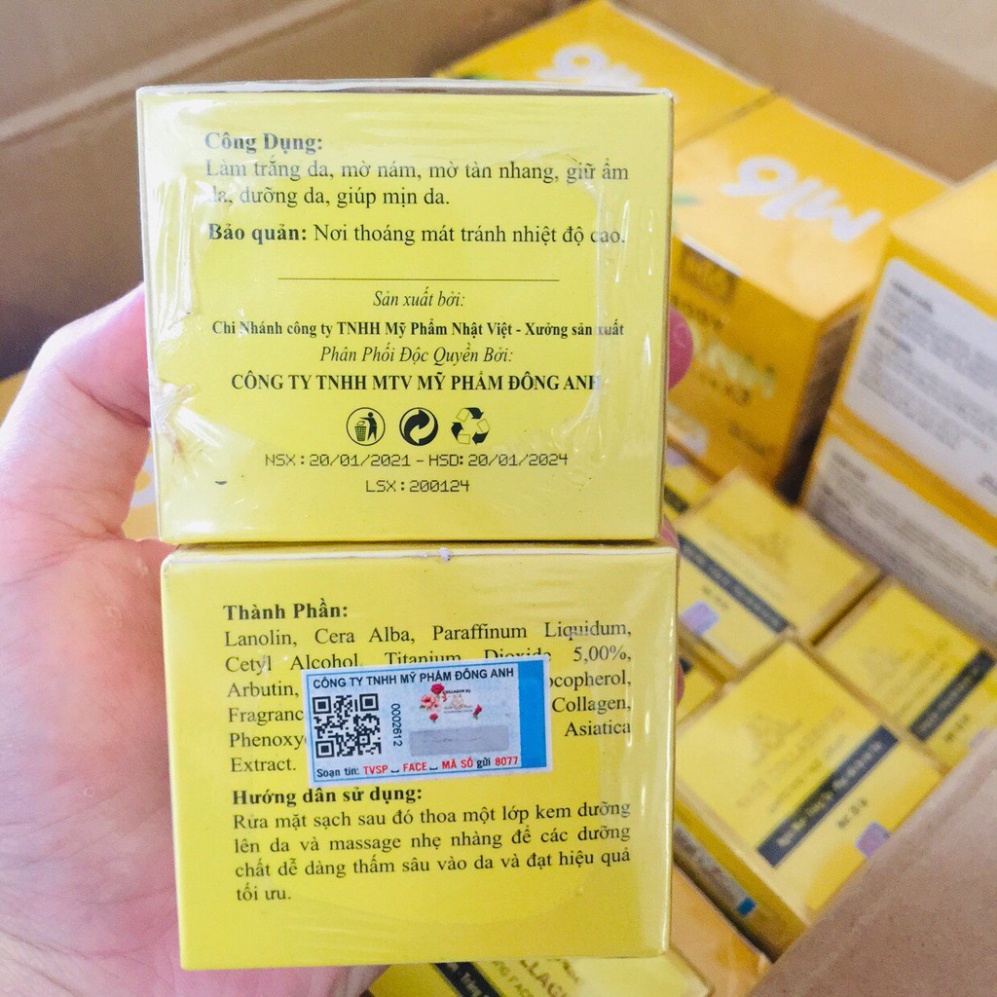 Công Dụng:
Làm trắng da, mờ nám, mờ tàn nhang, giữ ẩm
da, dưỡng da, giúp mịn da.
Bảo quản: Nơi thoáng mát tránh nhiệt độ cao.
Sản xuất bởi:
Chi Nhánh công ty TNHH Mỹ Phẩm Nhật Việt - Xưởng sản xuất
Phân Phối Độc Quyền Bởi:
CÔNG TY TNHH MTV MỸ PHẨM ĐÔNG ANH
NSX : 20/01/2021 - HSD: 20/01/2024
LSX : 200124
Thành Phần:
Lanolin, Cera Alba, Paraffinum Liquidum,
Cetyl Alcohol, Titanium Dioxide 5,00%,
Arbutin,
Fragranc Collagen,
Phenoxy Asiatica
Extract.
CÔNG TY TNHH MỸ PHẨM ĐÔNG ANH
0002612
Soạn tin: TVSP_FACE_MÃ SỐ gửi 8077
Hướng dẫn sử dụng:
Rửa mặt sạch sau đó thoa một lớp kem dưỡng
lên da và massage nhẹ nhàng để các dưỡng
chất dễ dàng thấm sâu vào da và đạt hiệu quả
tối ưu.